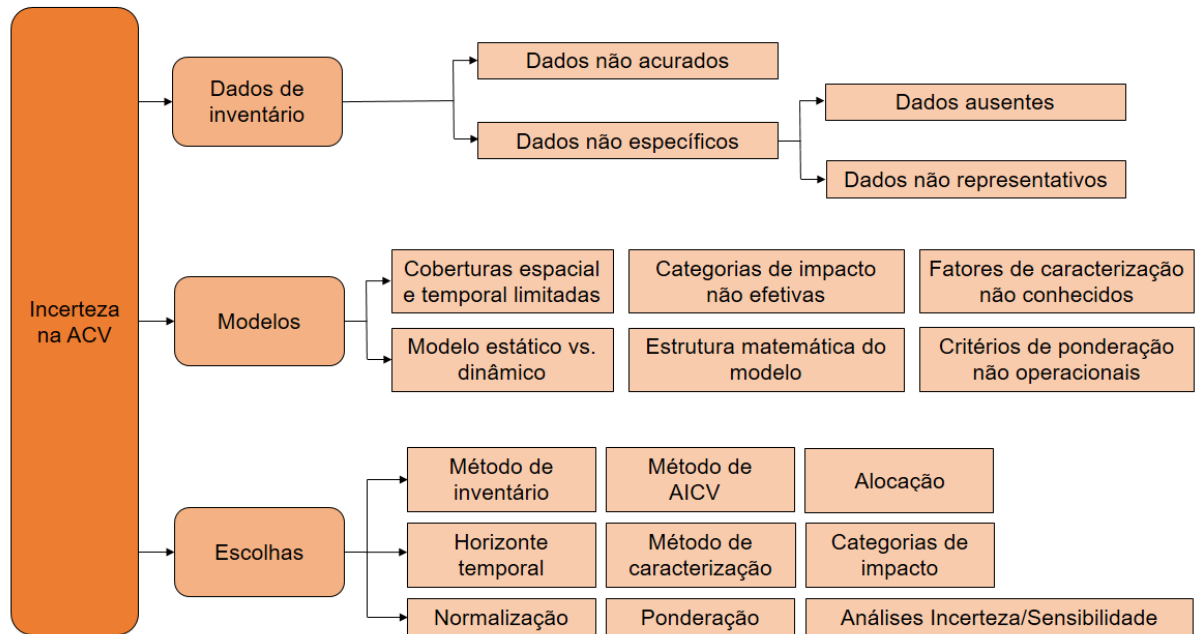 Incerteza
na ACV
Dados de
inventário
Dados não acurados
Dados não específicos
Dados ausentes
Dados não representativos
Modelos
Coberturas espacial
e temporal limitadas
Categorias de impacto
não efetivas
Fatores de caracterização
não conhecidos
Modelo estático vs.
dinâmico
Estrutura matemática do
modelo
Critérios de ponderação
não operacionais
Escolhas
Método de
inventário
Método de
AICV
Alocação
Horizonte
temporal
Método de
caracterização
Categorias de
impacto
Normalização
Ponderação
Análises Incerteza/Sensibilidade